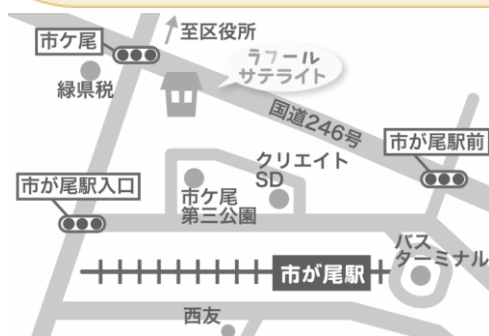 市ケ尾
至区役所
ラフール
サテライト
緑県税
国道246号
市が尾駅前
クリエイト
SD
市が尾駅入口
市ケ尾
第三公園
バス
ターミナル
市が尾駅
西友